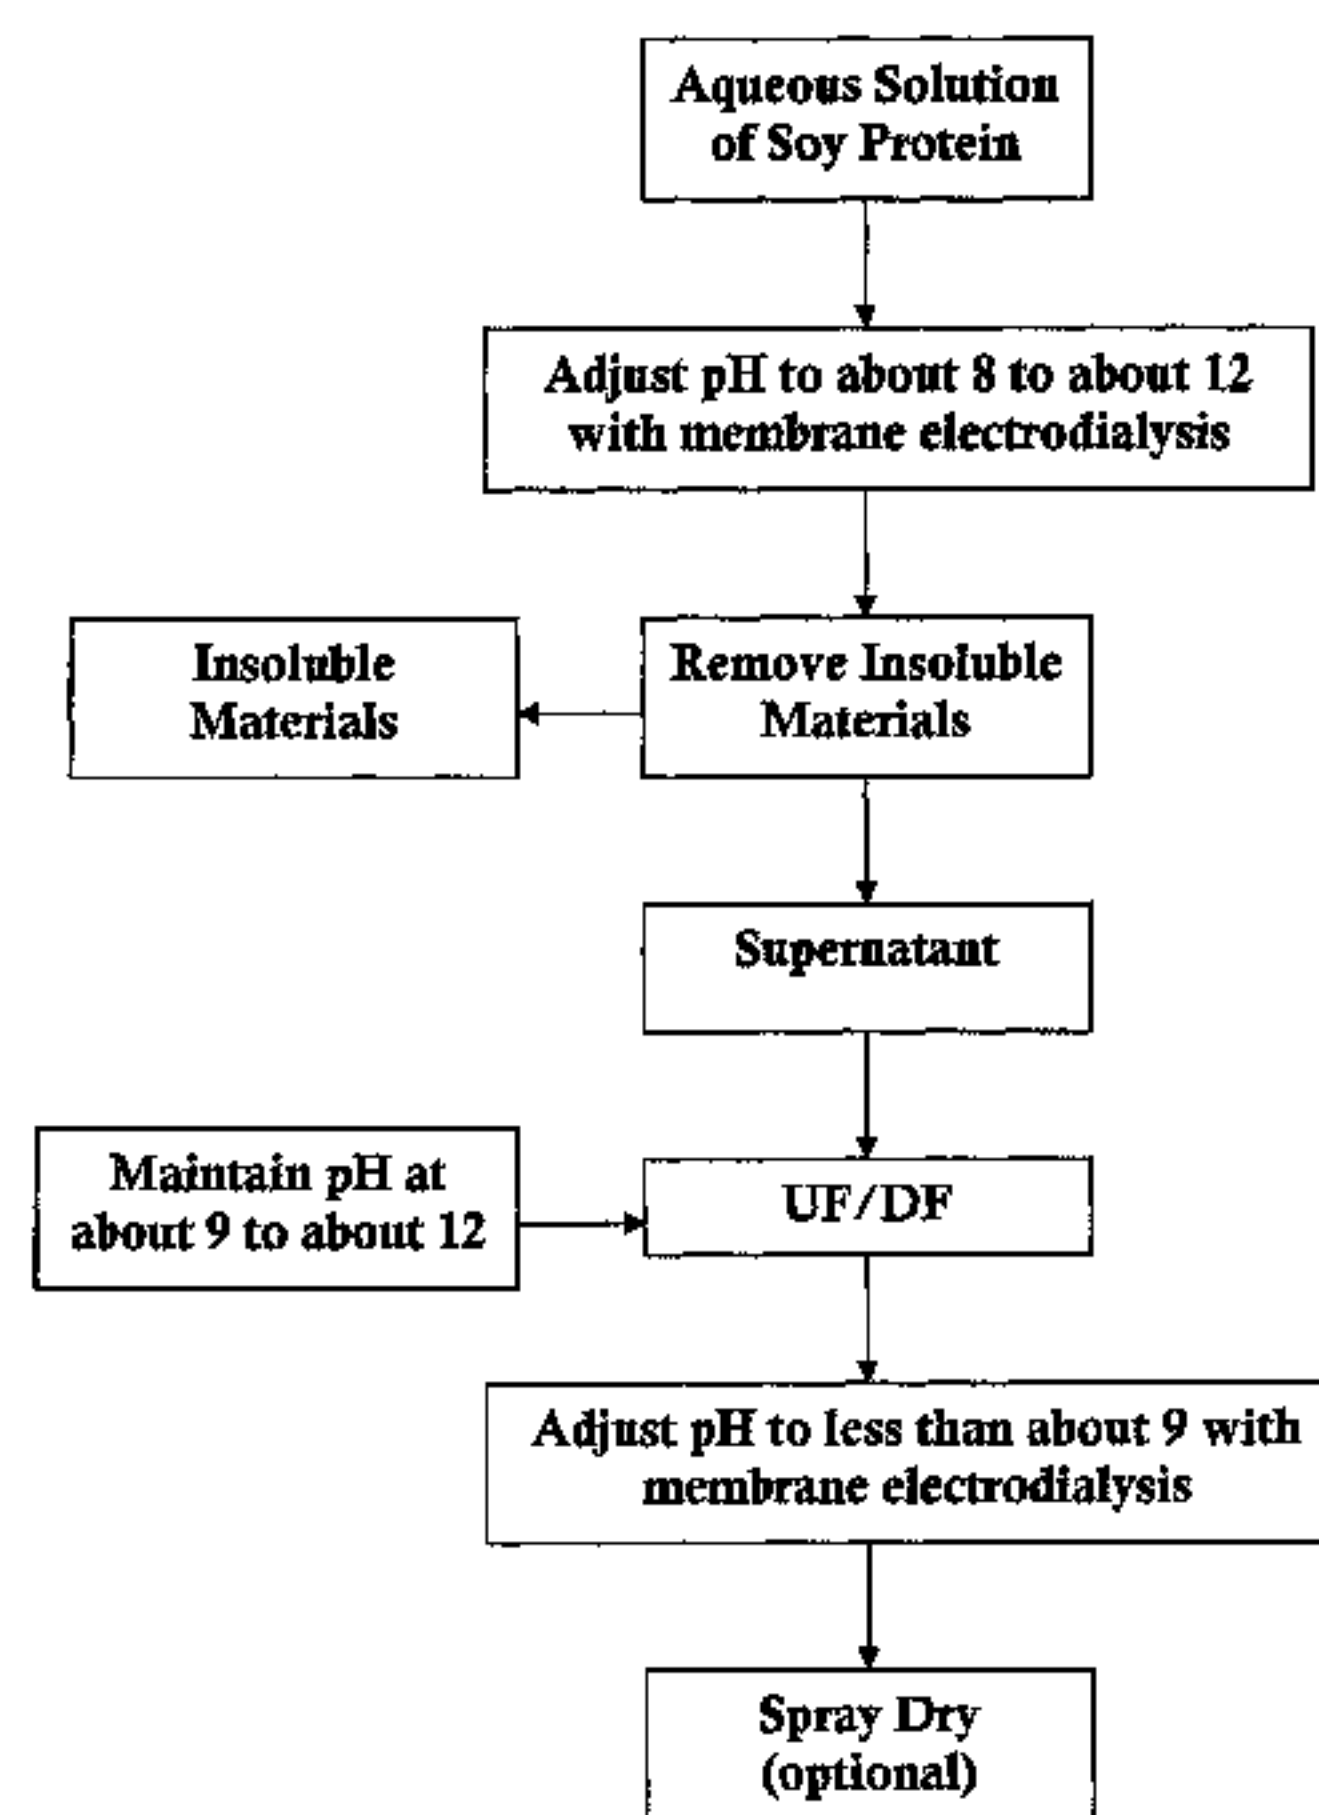 Aqueous Solution
of Soy Protein
Adjust pH to about 8 to about 12
with membrane electrodialysis
Insoluble
Materials
Remove Insoluble
Materials
Supernatant
Maintain pH at
about 9 to about 12
UF/DF
Adjust pH to less than about 9 with
membrane electrodialysis
Spray Dry
(optional)